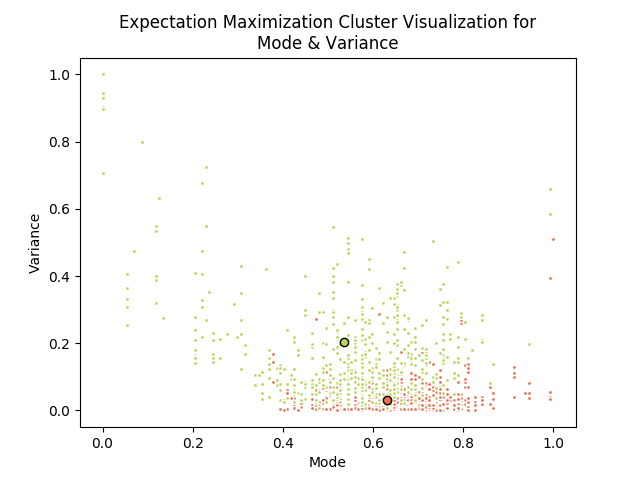 Expectation Maximization Cluster Visualization for
Mode & Variance
1.0
0.8
0.6
0.4
0.2
0.0
Variance
0.0 0.2 0.4 0.6 0.8 1.0
Mode